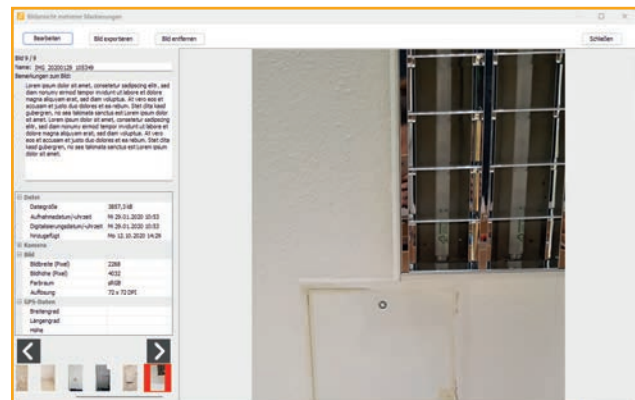 Bildansicht mehrerer Markierungen
Bearbeiten Bild exportieren Bild entfernen Schließen
Bild 9 / 9
Name: IMG_20200129_105349
Bemerkungen zum Bild:
Lorem ipsum dolor sit amet, consetetur sadipscing elitr, sed
diam nonumy eirmod tempor invidunt ut labore et dolore
magna aliquyam erat, sed diam voluptua. At vero eos et
accusam et justo duo dolores et ea rebum. Stet clita kasd
gubergren, no sea takimata sanctus est Lorem ipsum dolor
sit amet. Lorem ipsum dolor sit amet, consetetur sadipscing
elitr, sed diam nonumy eirmod tempor invidunt ut labore et
dolore magna aliquyam erat, sed diam voluptua. At vero
eos et accusam et justo duo dolores et ea rebum. Stet clita
kasd gubergren, no sea takimata sanctus est Lorem ipsum
dolor sit amet.
Datei
Dateigröße 3857,3 kB
Aufnahmedatum/-uhrzeit Mi 29.01.2020 10:53
Digitalisierungsdatum/-uhrzeit Mi 29.01.2020 10:53
hinzugefügt Mo 12.10.2020 14:29
Kamera
Bild
Bildbreite (Pixel) 2268
Bildhöhe (Pixel) 4032
Farbraum sRGB
Auflösung 72 x 72 DPI
GPS-Daten
Breitengrad
Längengrad
Höhe